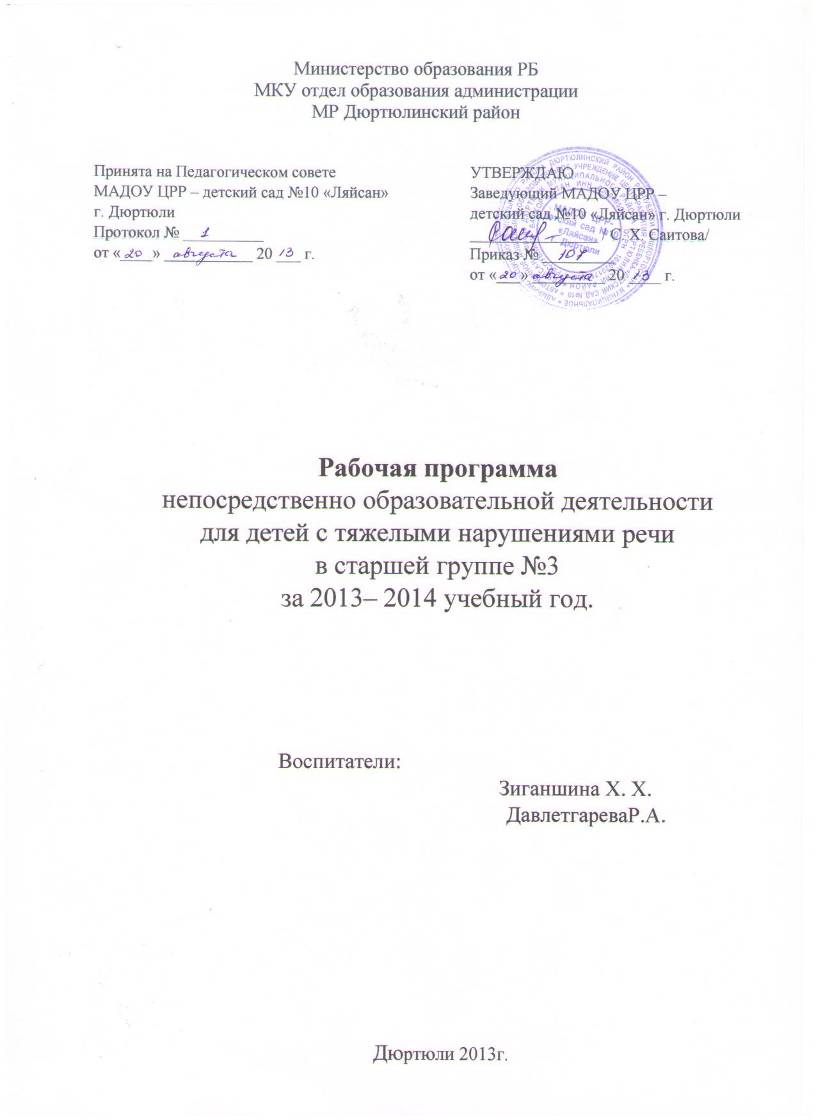 Министерство образования РБ
МКУ отдел образования администрации
МР Дюртюлинский район
Принята на Педагогическом совете
МАДОУ ЦРР – детский сад №10 «Ляйсан»
г. Дюртюли
Протокол № 1
от «20» августа 20 13 г.
УТВЕРЖДАЮ
Заведующий МАДОУ ЦРР –
детский сад №10 «Ляйсан» г. Дюртюли
С. Х. Саитова/
Приказ № 107
от «20» августа 20 13 г.
Рабочая программа
непосредственно образовательной деятельности
для детей с тяжелыми нарушениями речи
в старшей группе №3
за 2013– 2014 учебный год.
Воспитатели:
Зиганшина Х. Х.
ДавлетгареваР.А.
Дюртюли 2013г.